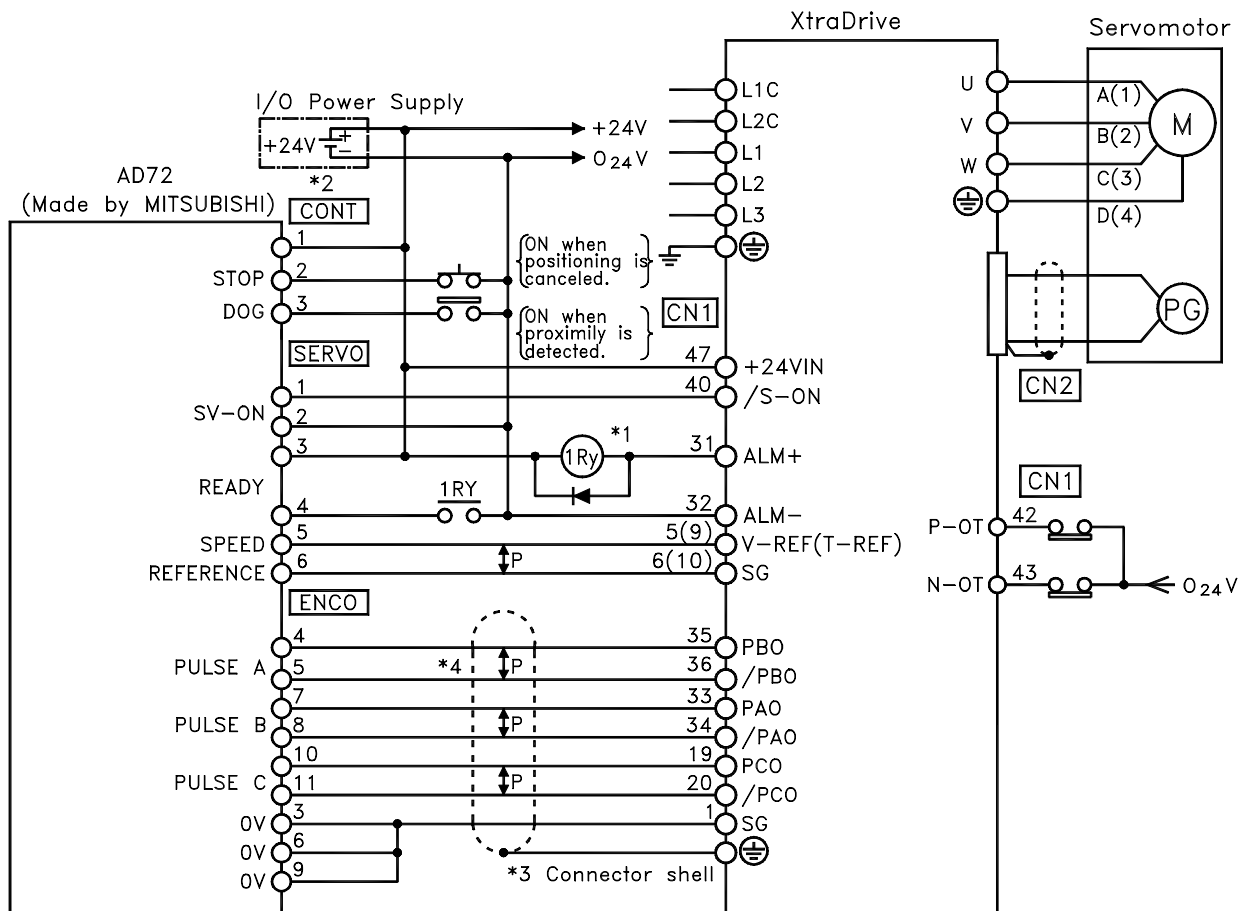 XtraDrive
Servomotor
I/O Power Supply
+24V
+
−
*2
+24V
024V
AD72
(Made by MITSUBISHI)
CONT
1
STOP 2
DOG 3
ON when
positioning is
canceled.
ON when
proximily is
detected.
L1C
L2C
L1
L2
L3
CN1
SERVO
47 +24VIN
1 40 /S-ON
SV-ON
2
3 1Ry *1 31 ALM+
READY
4 1RY 32 ALM-
SPEED 5 5(9) V-REF(T-REF)
P
REFERENCE 6 6(10) SG
ENCO
4 35 PBO
PULSE A *4 P
5 36 /PBO
7 33 PAO
PULSE B P
8 34 /PAO
10 19 PCO
PULSE C P
11 20 /PCO
0V 3 1 SG
0V 6
0V 9
*3 Connector shell
U A(1)
V B(2)
W C(3)
D(4)
M
PG
CN2
CN1
P-OT 42
N-OT 43
024V